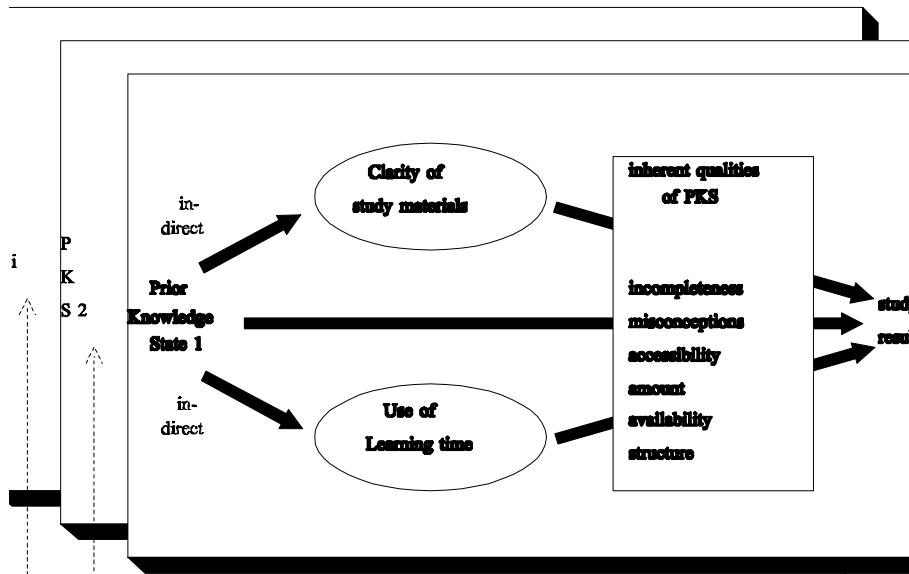 Clarity of
study materials
inherent qualities
of PKS
in-
direct
P
K
S 2
i
Prior
Knowledge
State 1
incompleteness
misconceptions
accessibility
amount
availability
structure
in-
direct
Use of
Learning time